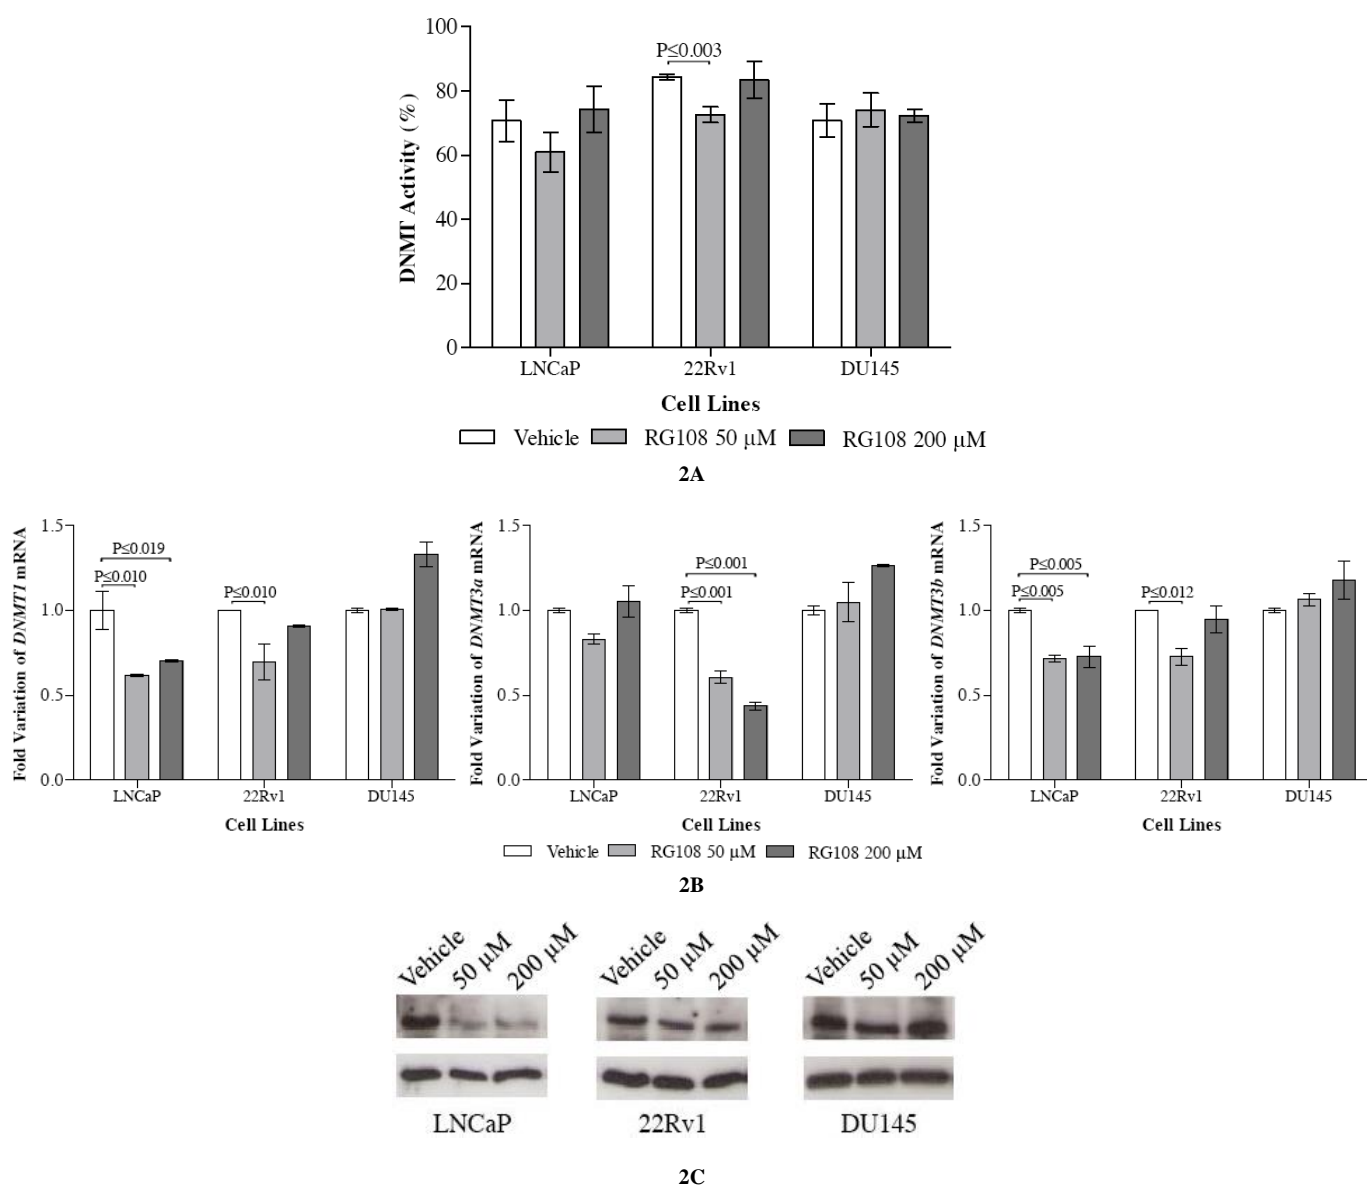 100
80
60
40
20
0
DNMT Activity (%)
P≤0.003
LNCaP 22Rv1 DU145
Cell Lines
Vehicle RG108 50 μM RG108 200 μM
2A
1.5
1.0
0.5
0.0
Fold Variation of DNMT1 mRNA
P≤0.019
P≤0.010
P≤0.010
LNCaP 22Rv1 DU145
Cell Lines
1.5
1.0
0.5
0.0
Fold Variation of DNMT3a mRNA
P≤0.001
P≤0.001
LNCaP 22Rv1 DU145
Cell Lines
1.5
1.0
0.5
0.0
Fold Variation of DNMT3b mRNA
P≤0.005
P≤0.005
P≤0.012
LNCaP 22Rv1 DU145
Cell Lines
Vehicle RG108 50 μM RG108 200 μM
2B
Vehicle 50 μM 200 μM
Vehicle 50 μM 200 μM
Vehicle 50 μM 200 μM
LNCaP 22Rv1 DU145
2C